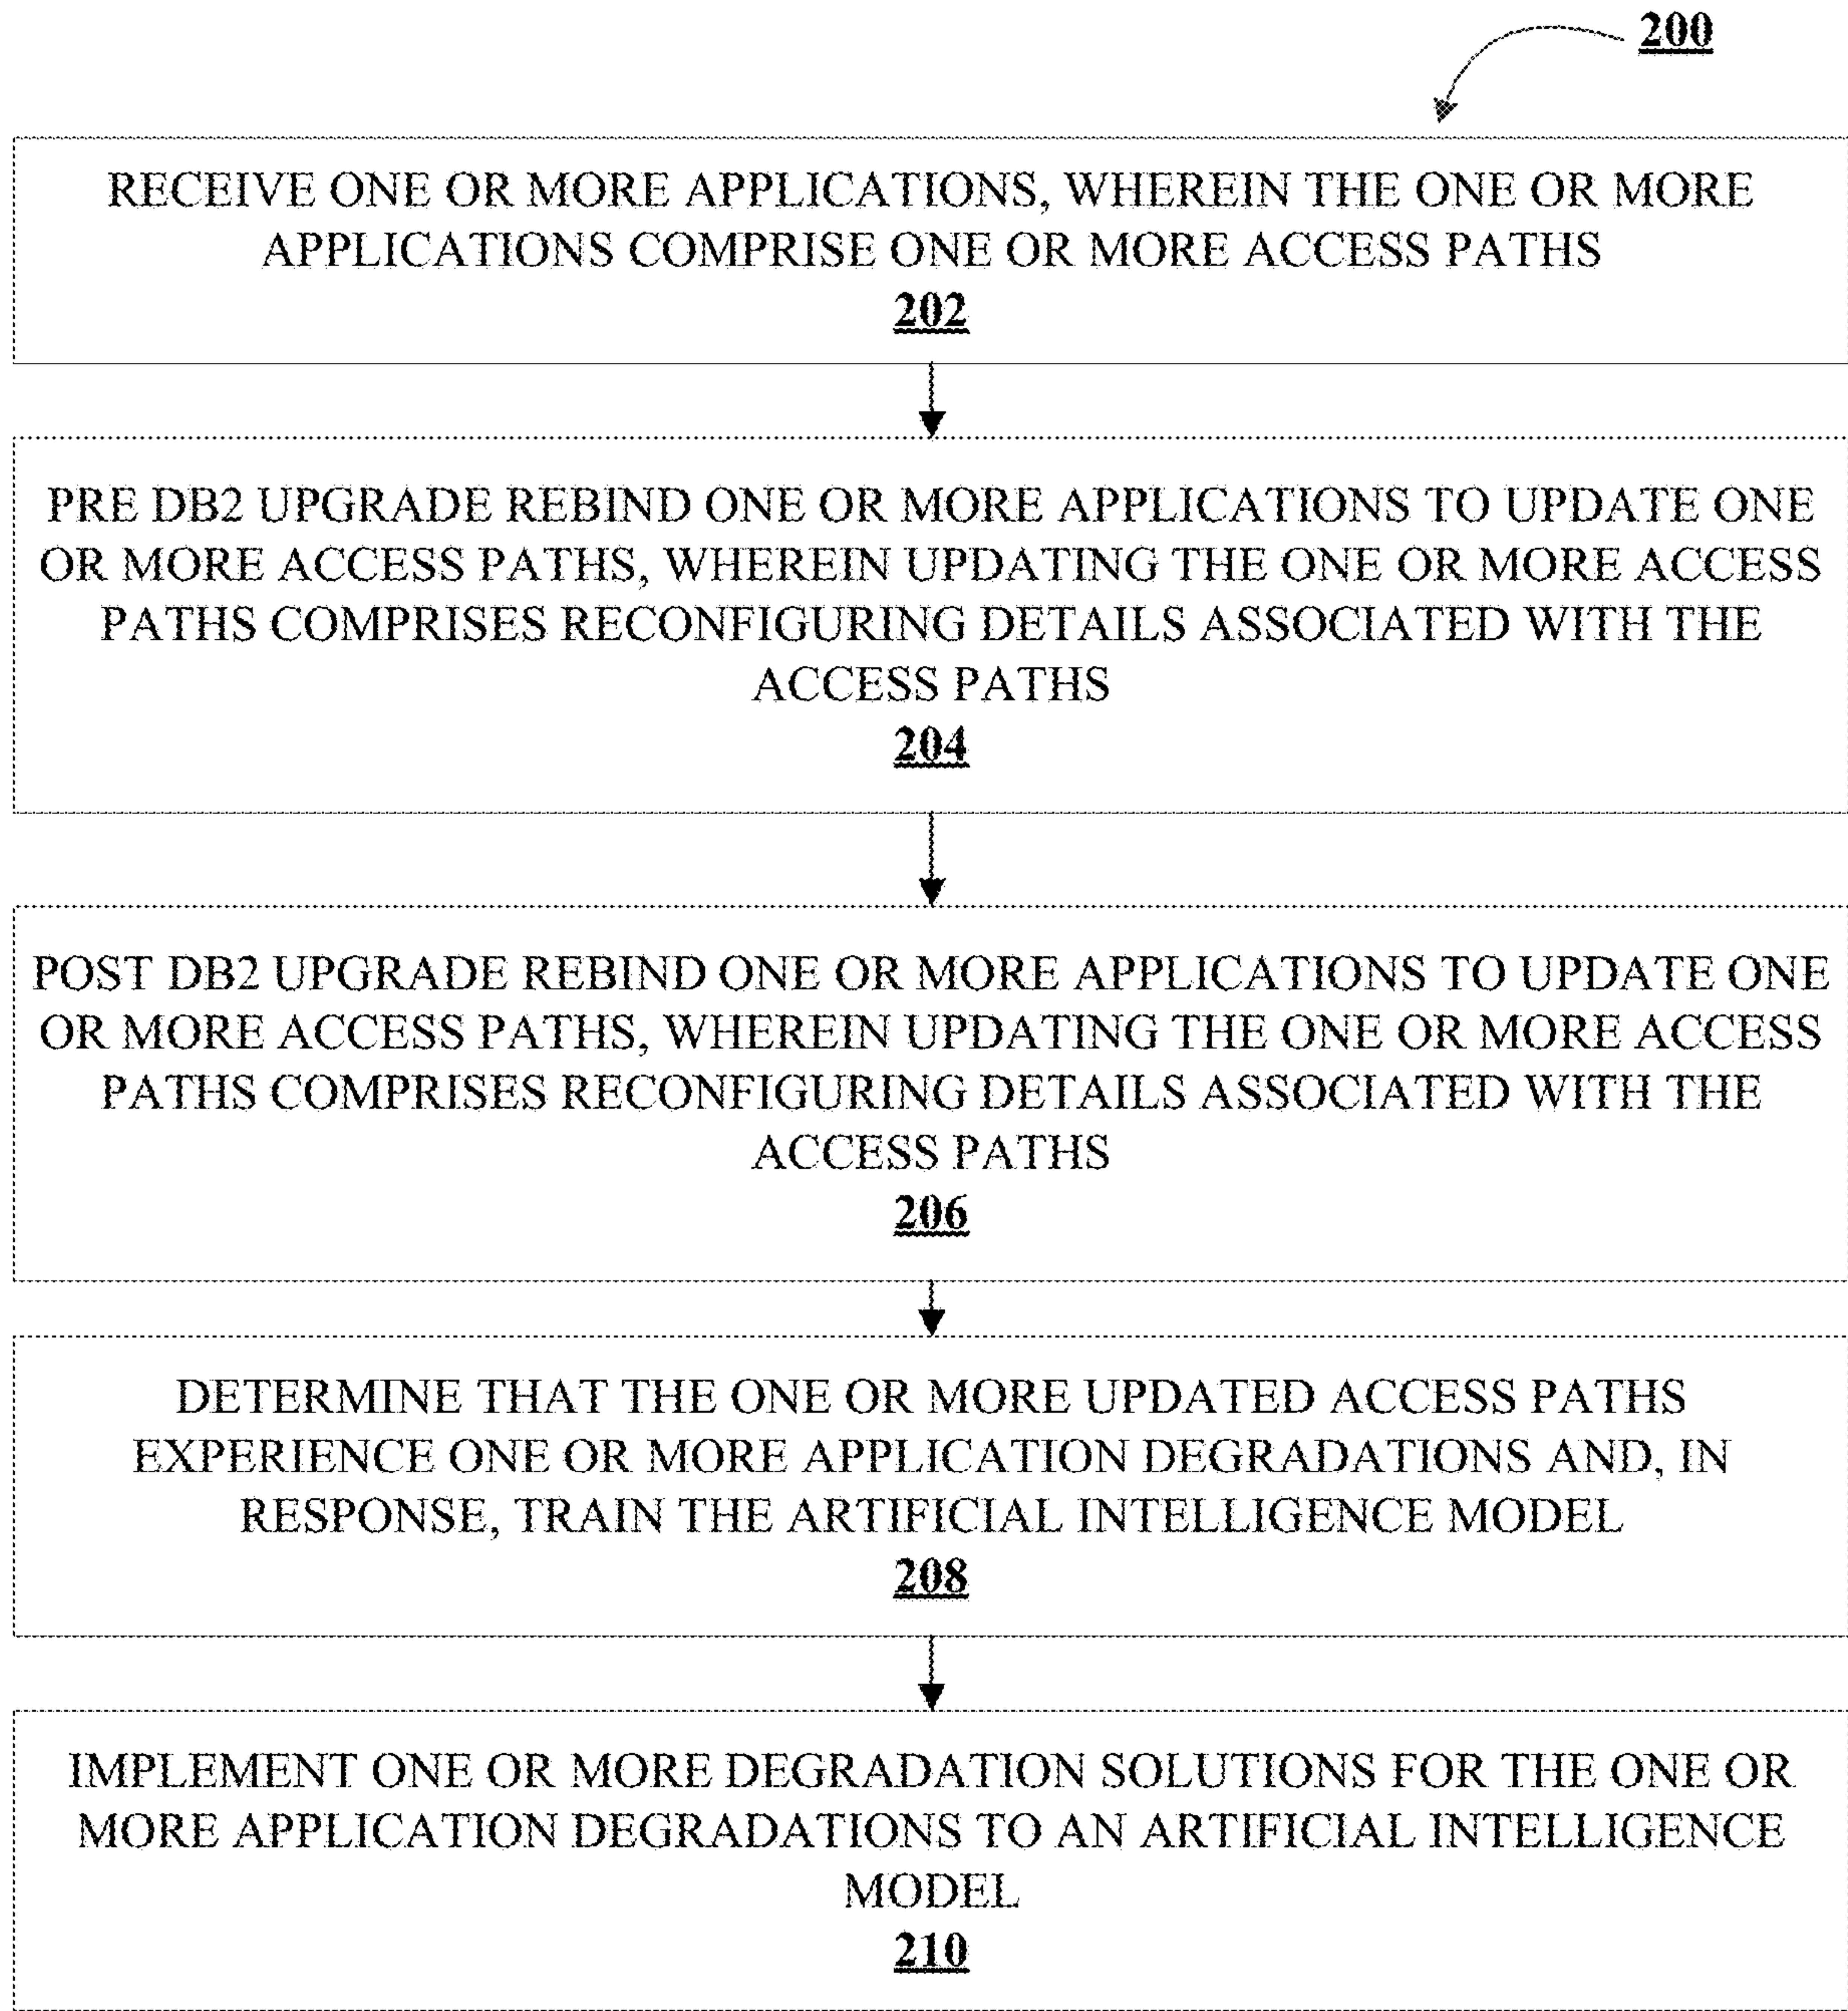 200
RECEIVE ONE OR MORE APPLICATIONS, WHEREIN THE ONE OR MORE
APPLICATIONS COMPRISE ONE OR MORE ACCESS PATHS
202
PRE DB2 UPGRADE REBIND ONE OR MORE APPLICATIONS TO UPDATE ONE
OR MORE ACCESS PATHS, WHEREIN UPDATING THE ONE OR MORE ACCESS
PATHS COMPRISES RECONFIGURING DETAILS ASSOCIATED WITH THE
ACCESS PATHS
204
POST DB2 UPGRADE REBIND ONE OR MORE APPLICATIONS TO UPDATE ONE
OR MORE ACCESS PATHS, WHEREIN UPDATING THE ONE OR MORE ACCESS
PATHS COMPRISES RECONFIGURING DETAILS ASSOCIATED WITH THE
ACCESS PATHS
206
DETERMINE THAT THE ONE OR MORE UPDATED ACCESS PATHS
EXPERIENCE ONE OR MORE APPLICATION DEGRADATIONS AND, IN
RESPONSE, TRAIN THE ARTIFICIAL INTELLIGENCE MODEL
208
IMPLEMENT ONE OR MORE DEGRADATION SOLUTIONS FOR THE ONE OR
MORE APPLICATION DEGRADATIONS TO AN ARTIFICIAL INTELLIGENCE
MODEL
210